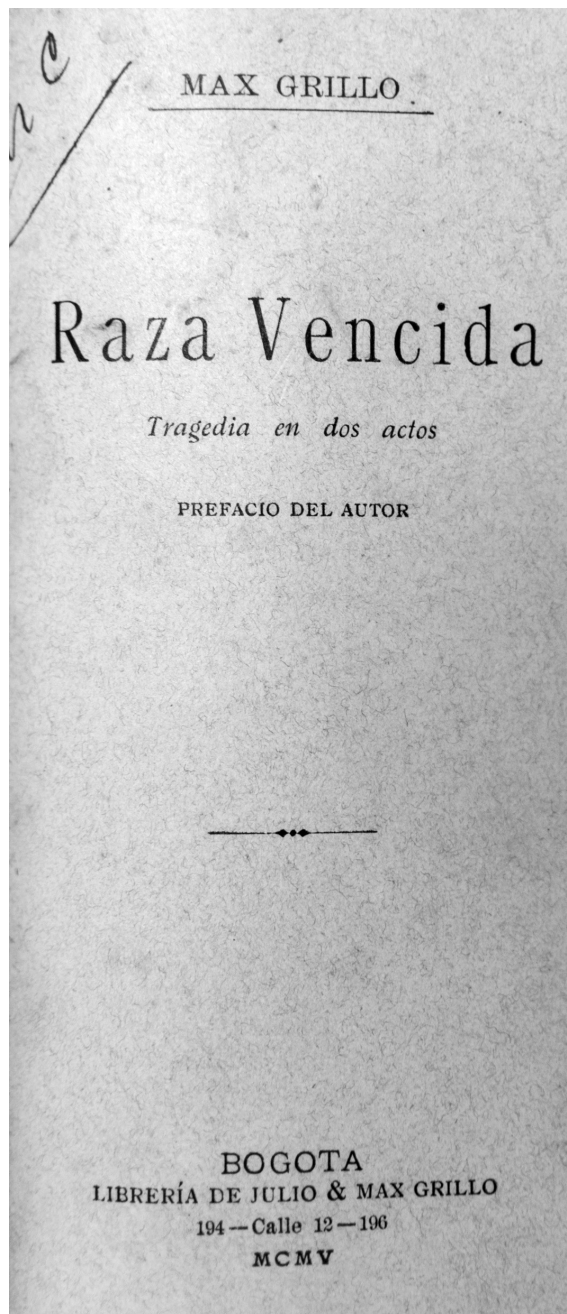 MAX GRILLO
Raza Vencida
Tragedia en dos actos
PREFACIO DEL AUTOR
BOGOTA
LIBRERÍA DE JULIO & MAX GRILLO
194—Calle 12—196
MCMV